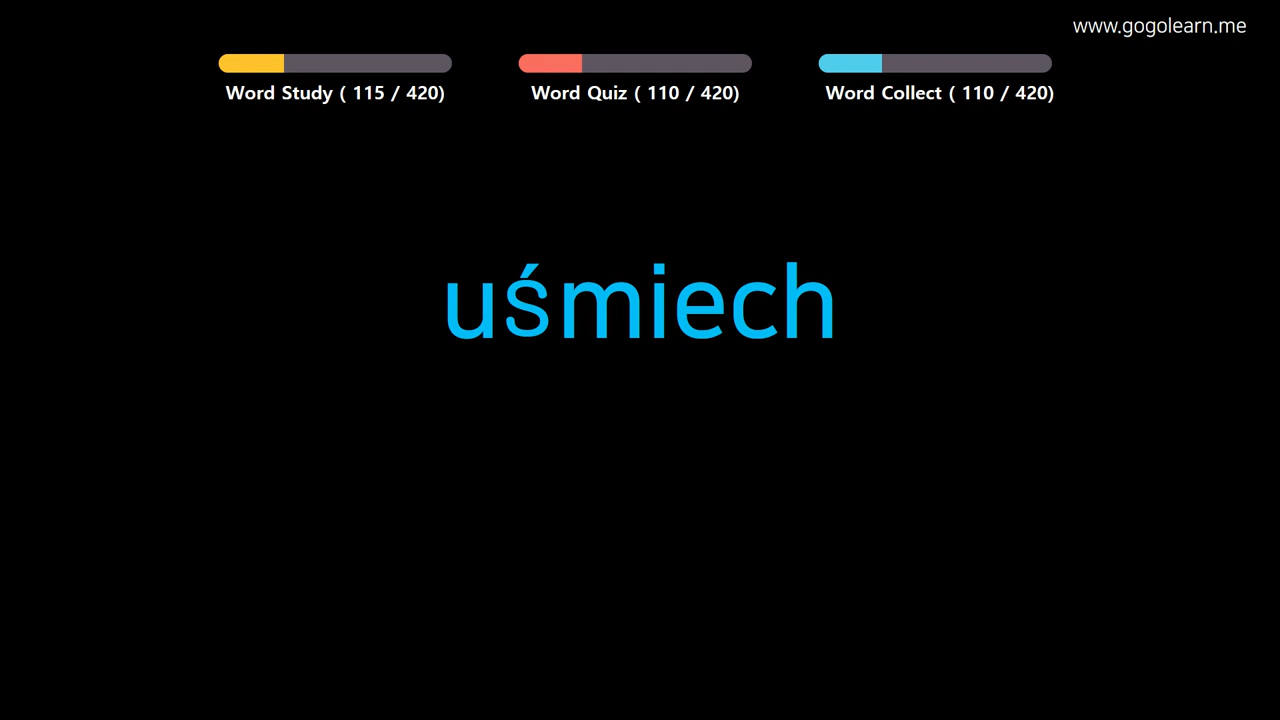 www.gogolearn.me
Word Study ( 115 / 420)
Word Quiz ( 110 / 420)
Word Collect ( 110 / 420)
uśmiech